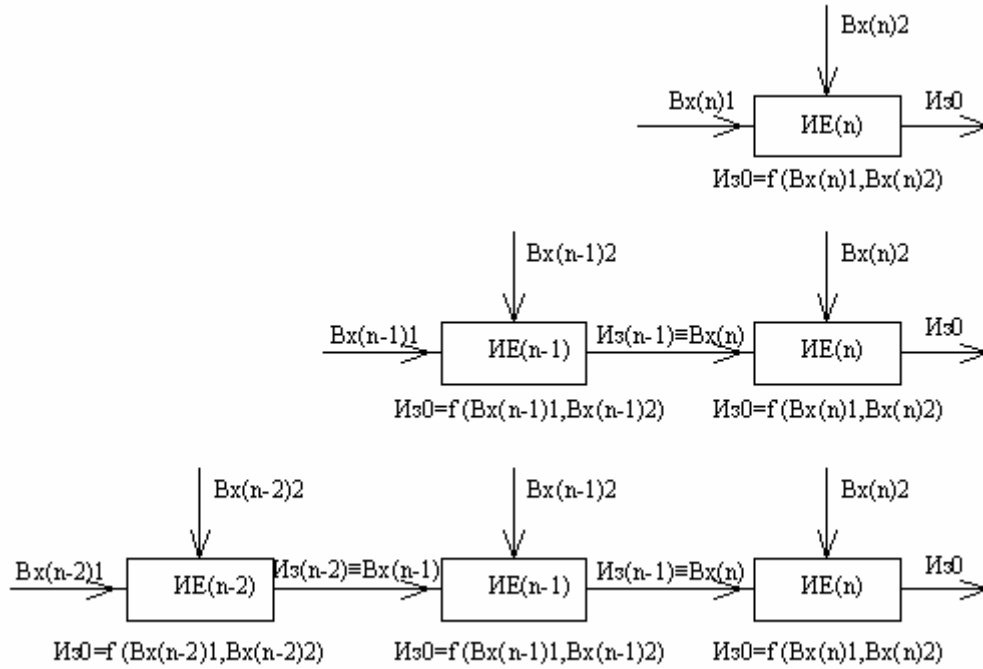 Вх(n)2
Вх(n)1
ИЕ(n)
Из0
Из0=f (Вх(n)1,Вх(n)2)
Вх(n-1)2
Вх(n)2
Вх(n-1)1
ИЕ(n-1)
Из(n-1)≡Вх(n)
ИЕ(n)
Из0
Из0=f (Вх(n-1)1,Вх(n-1)2)
Из0=f (Вх(n)1,Вх(n)2)
Вх(n-2)2
Вх(n-1)2
Вх(n)2
Вх(n-2)1
ИЕ(n-2)
Из(n-2)≡Вх(n-1)
ИЕ(n-1)
Из(n-1)≡Вх(n)
ИЕ(n)
Из0
Из0=f (Вх(n-2)1,Вх(n-2)2)
Из0=f (Вх(n-1)1,Вх(n-1)2)
Из0=f (Вх(n)1,Вх(n)2)